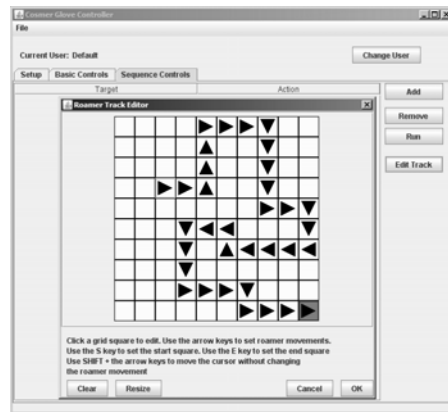 Cosmer Glove Controller
File
Current User: Default
Change User
Setup
Basic Controls
Sequence Controls
Target
Action
Add
Remove
Run
Edit Track
Roamer Track Editor
Click a grid square to edit. Use the arrow keys to set roamer movements.
Use the S key to set the start square. Use the E key to set the end square
Use SHIFT + the arrow keys to move the cursor without changing
the roamer movement
Clear
Resize
Cancel
OK